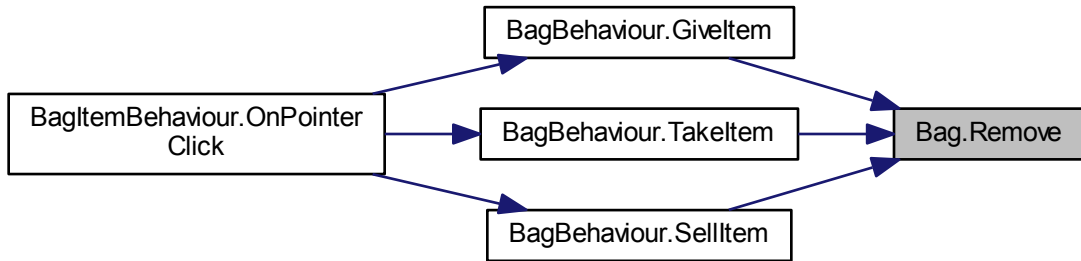 BagBehaviour.GiveItem
BagItemBehaviour.OnPointer
Click
BagBehaviour.TakeItem
Bag.Remove
BagBehaviour.SellItem